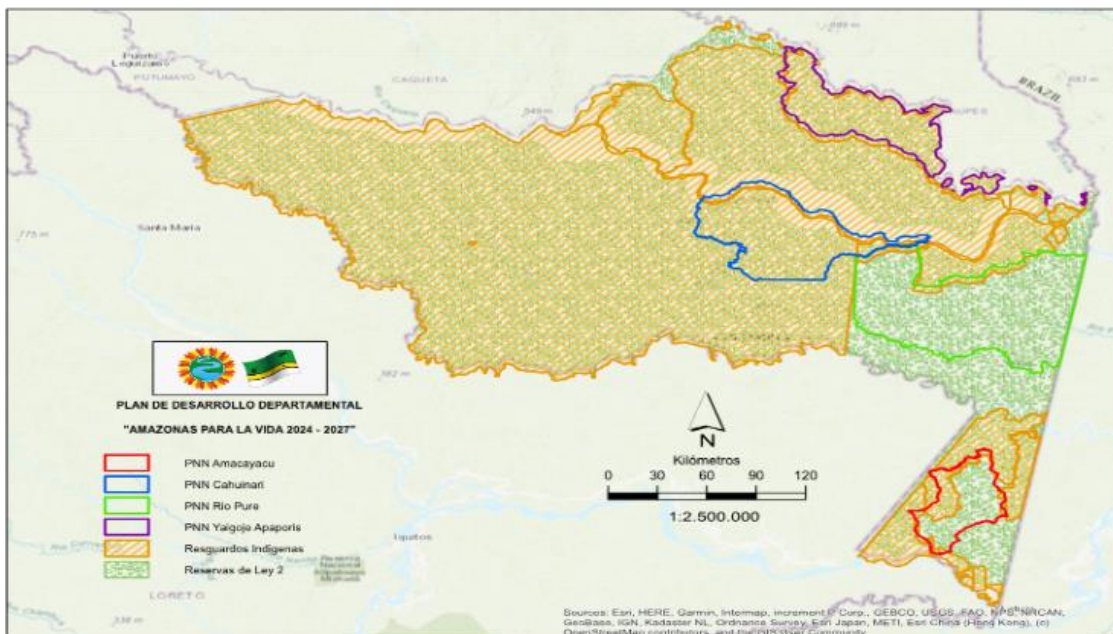 Puerto
Leguizamo
PUTUMAYO
CAQUETA
BRAZIL
Santa Maria
775 m
PLAN DE DESARROLLO DEPARTAMENTAL
"AMAZONAS PARA LA VIDA 2024 - 2027"
PNN Amacayacu
PNN Cahuinari
PNN Rio Pure
PNN Yaigoje Apaporis
Resguardos Indigenas
Reservas de Ley 2
N
Kilómetros
0 30 60 90 120
1:2.500.000
Iquitos
LORETO
Sources: Esri, HERE, Garmin, Intermap, increment P Corp., GEBCO, USGS, FAO, NPS, NRCAN,
GeoBase, IGN, Kadaster NL, Ordnance Survey, Esri Japan, METI, Esri China (Hong Kong), (c)
OpenStreetMap contributors, and the GIS User Community